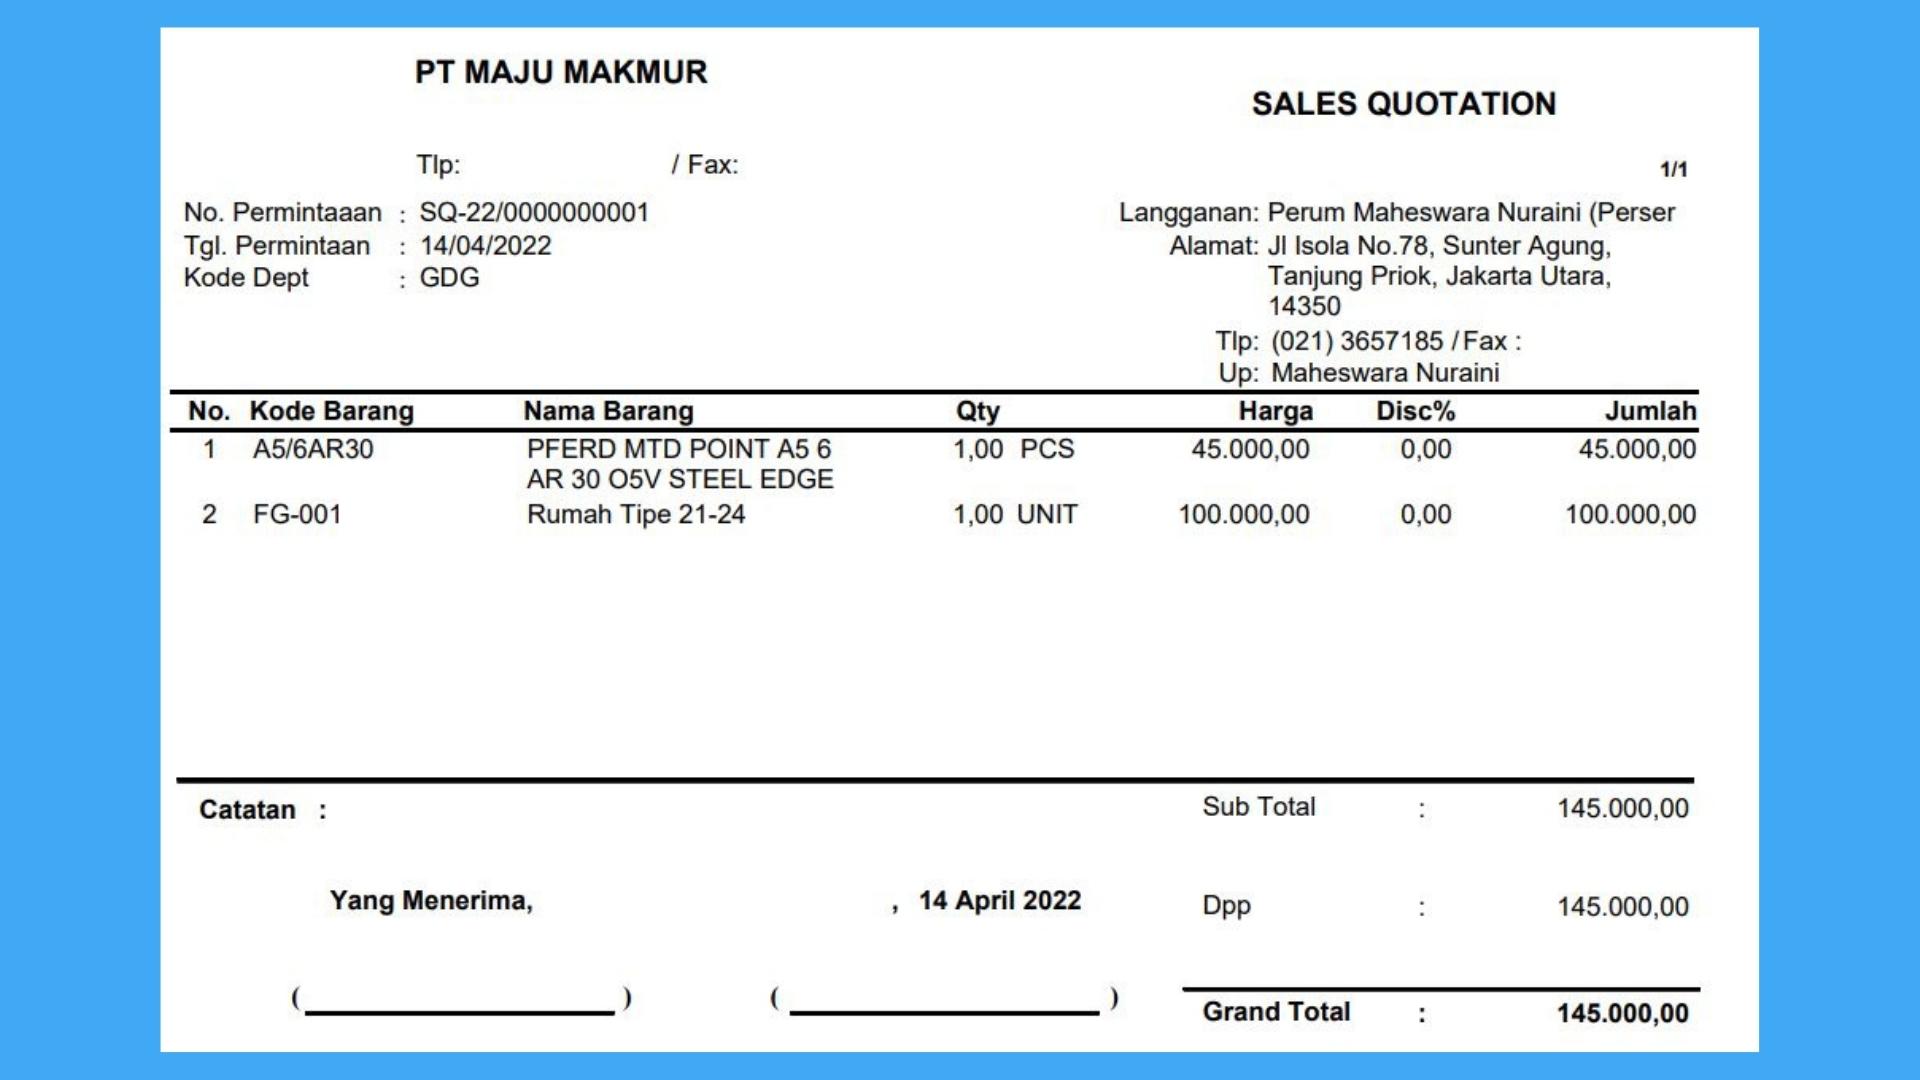 PT MAJU MAKMUR
SALES QUOTATION
Tlp: / Fax:
1/1
No. Permintaaan : SQ-22/0000000001
Tgl. Permintaan : 14/04/2022
Kode Dept : GDG
Langganan: Perum Maheswara Nuraini (Perser
Alamat: Jl Isola No.78, Sunter Agung,
Tanjung Priok, Jakarta Utara,
14350
Tlp: (021) 3657185 / Fax :
Up: Maheswara Nuraini
No. Kode Barang Nama Barang Qty Harga Disc% Jumlah
1 A5/6AR30 PFERD MTD POINT A5 6 1,00 PCS 45.000,00 0,00 45.000,00
AR 30 O5V STEEL EDGE
2 FG-001 Rumah Tipe 21-24 1,00 UNIT 100.000,00 0,00 100.000,00
Catatan :
Sub Total : 145.000,00
Yang Menerima, , 14 April 2022
Dpp : 145.000,00
( ) ( )
Grand Total : 145.000,00